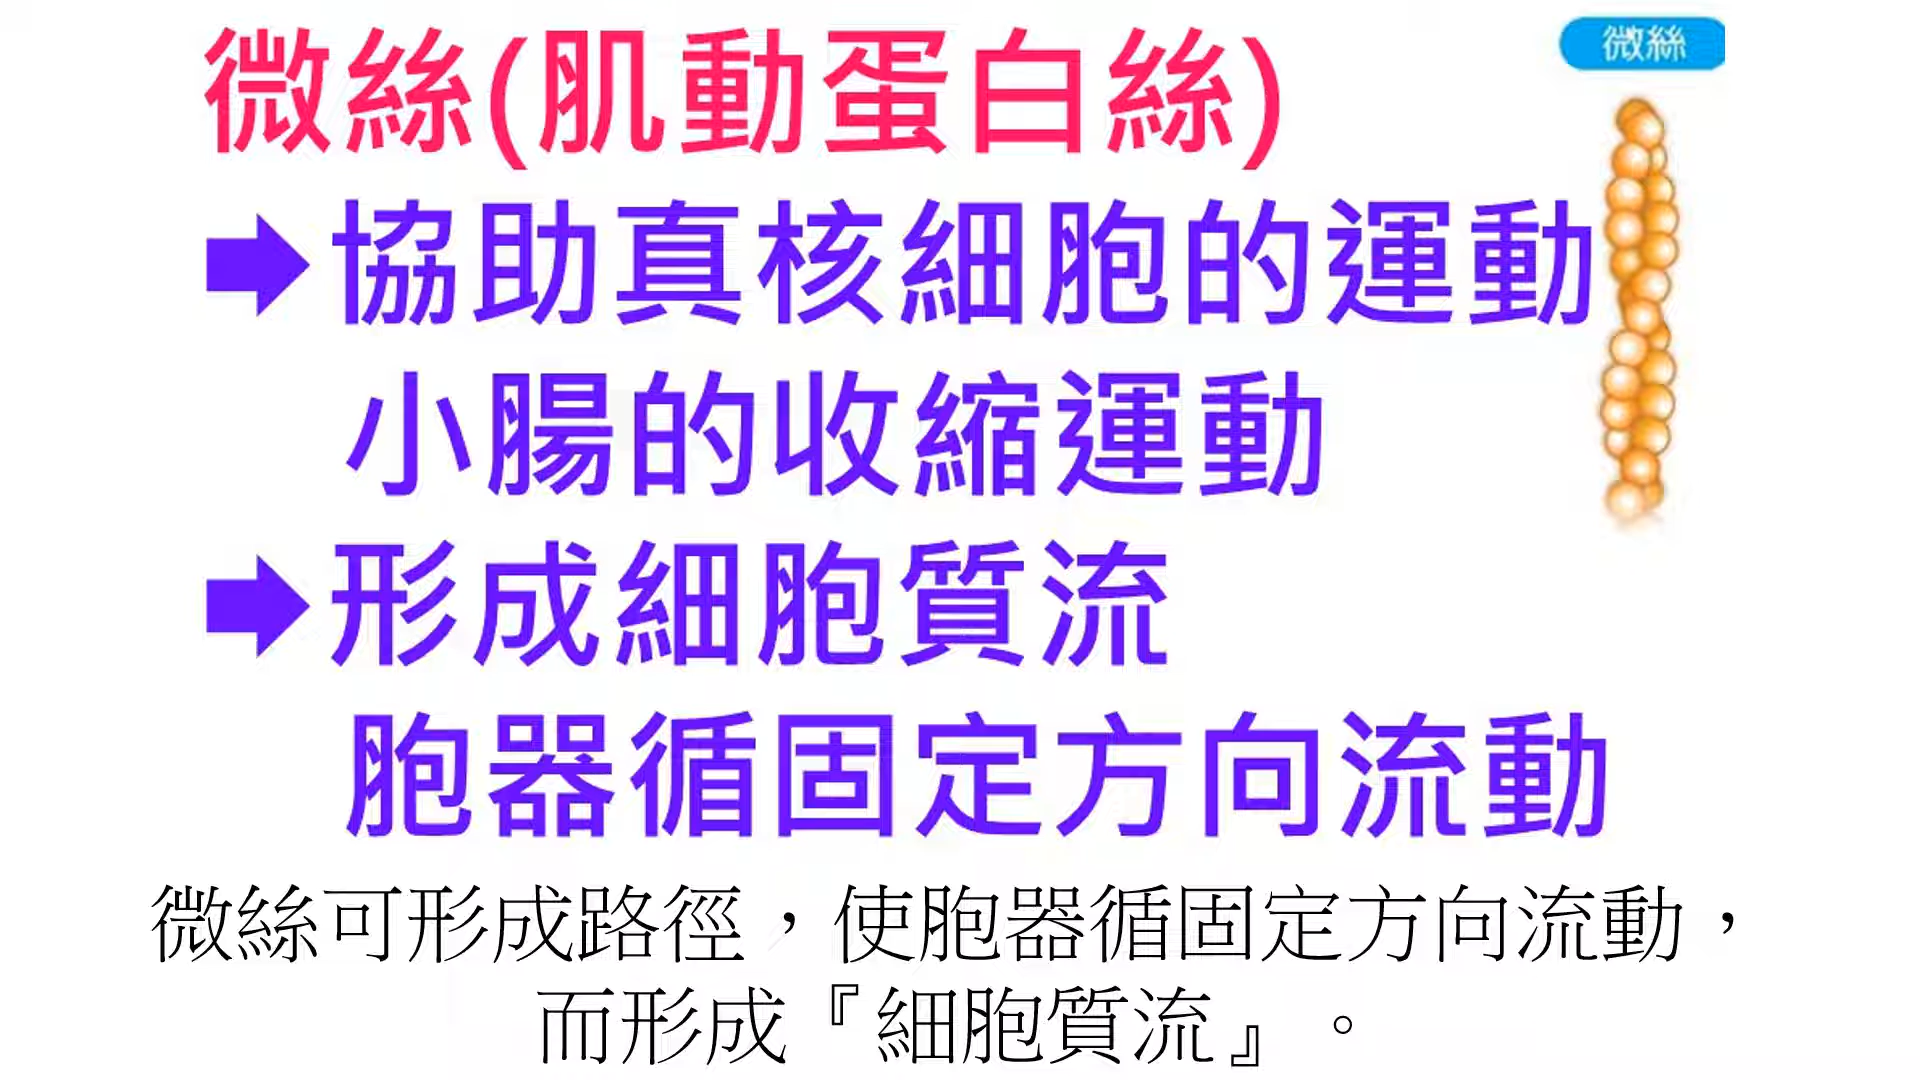 微絲(肌動蛋白絲)
微絲
➡協助真核細胞的運動
小腸的收縮運動
➡形成細胞質流
胞器循固定方向流動
微絲可形成路徑，使胞器循固定方向流動，
而形成『細胞質流』。